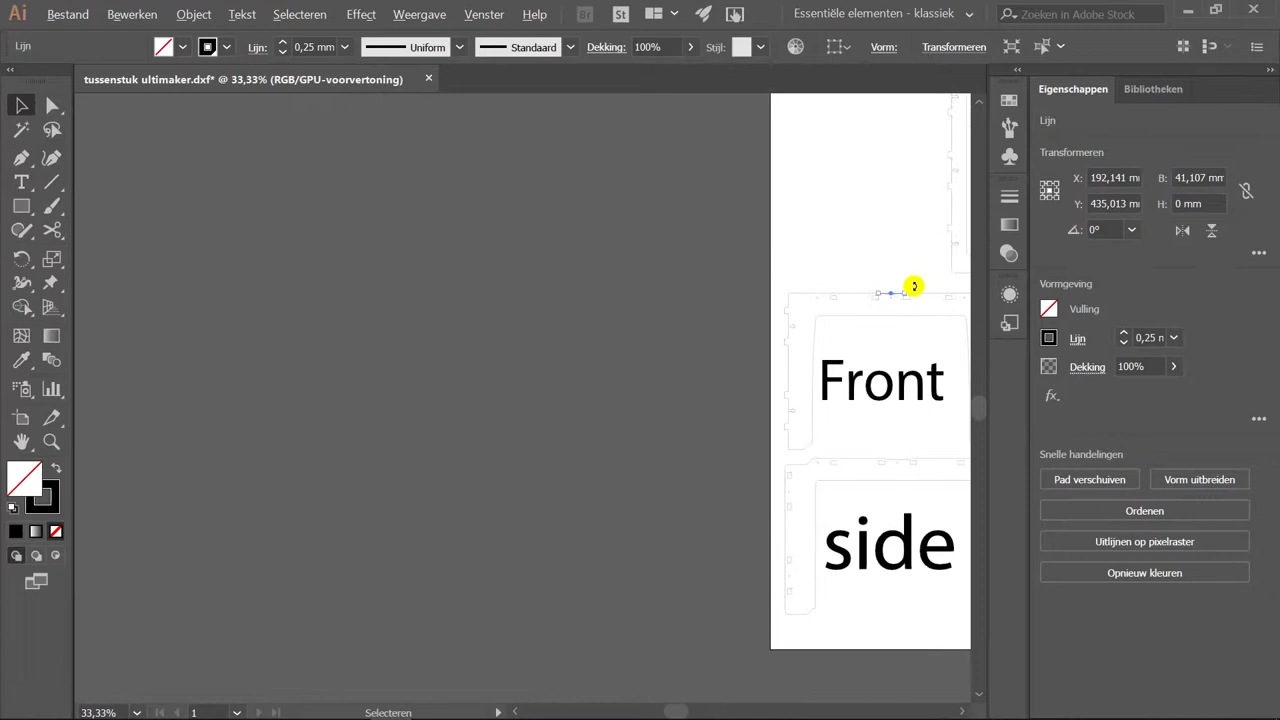 Ai Bestand Bewerken Object Tekst Selecteren Effect Weergave Venster Help Br St Essentiële elementen - klassiek Zoeken in Adobe Stock
Lijn Lijn: 0,25 mm Uniform Standaard Dekking: 100% Stijl: Vorm: Transformeren
tussenstuk ultimaker.dxf* @ 33,33% (RGB/GPU-voorvertoning)
Eigenschappen Bibliotheken
Lijn
Transformeren
X: 192,141 m B: 41,107 mm
Y: 435,013 m H: 0 mm
0°
Vormgeving
Vulling
Lijn 0,25 n
Dekking 100%
fx.
Front
Snelle handelingen
Pad verschuiven Vorm uitbreiden
Ordenen
side
Uitlijnen op pixelraster
Opnieuw kleuren
33,33% 1 Selecteren